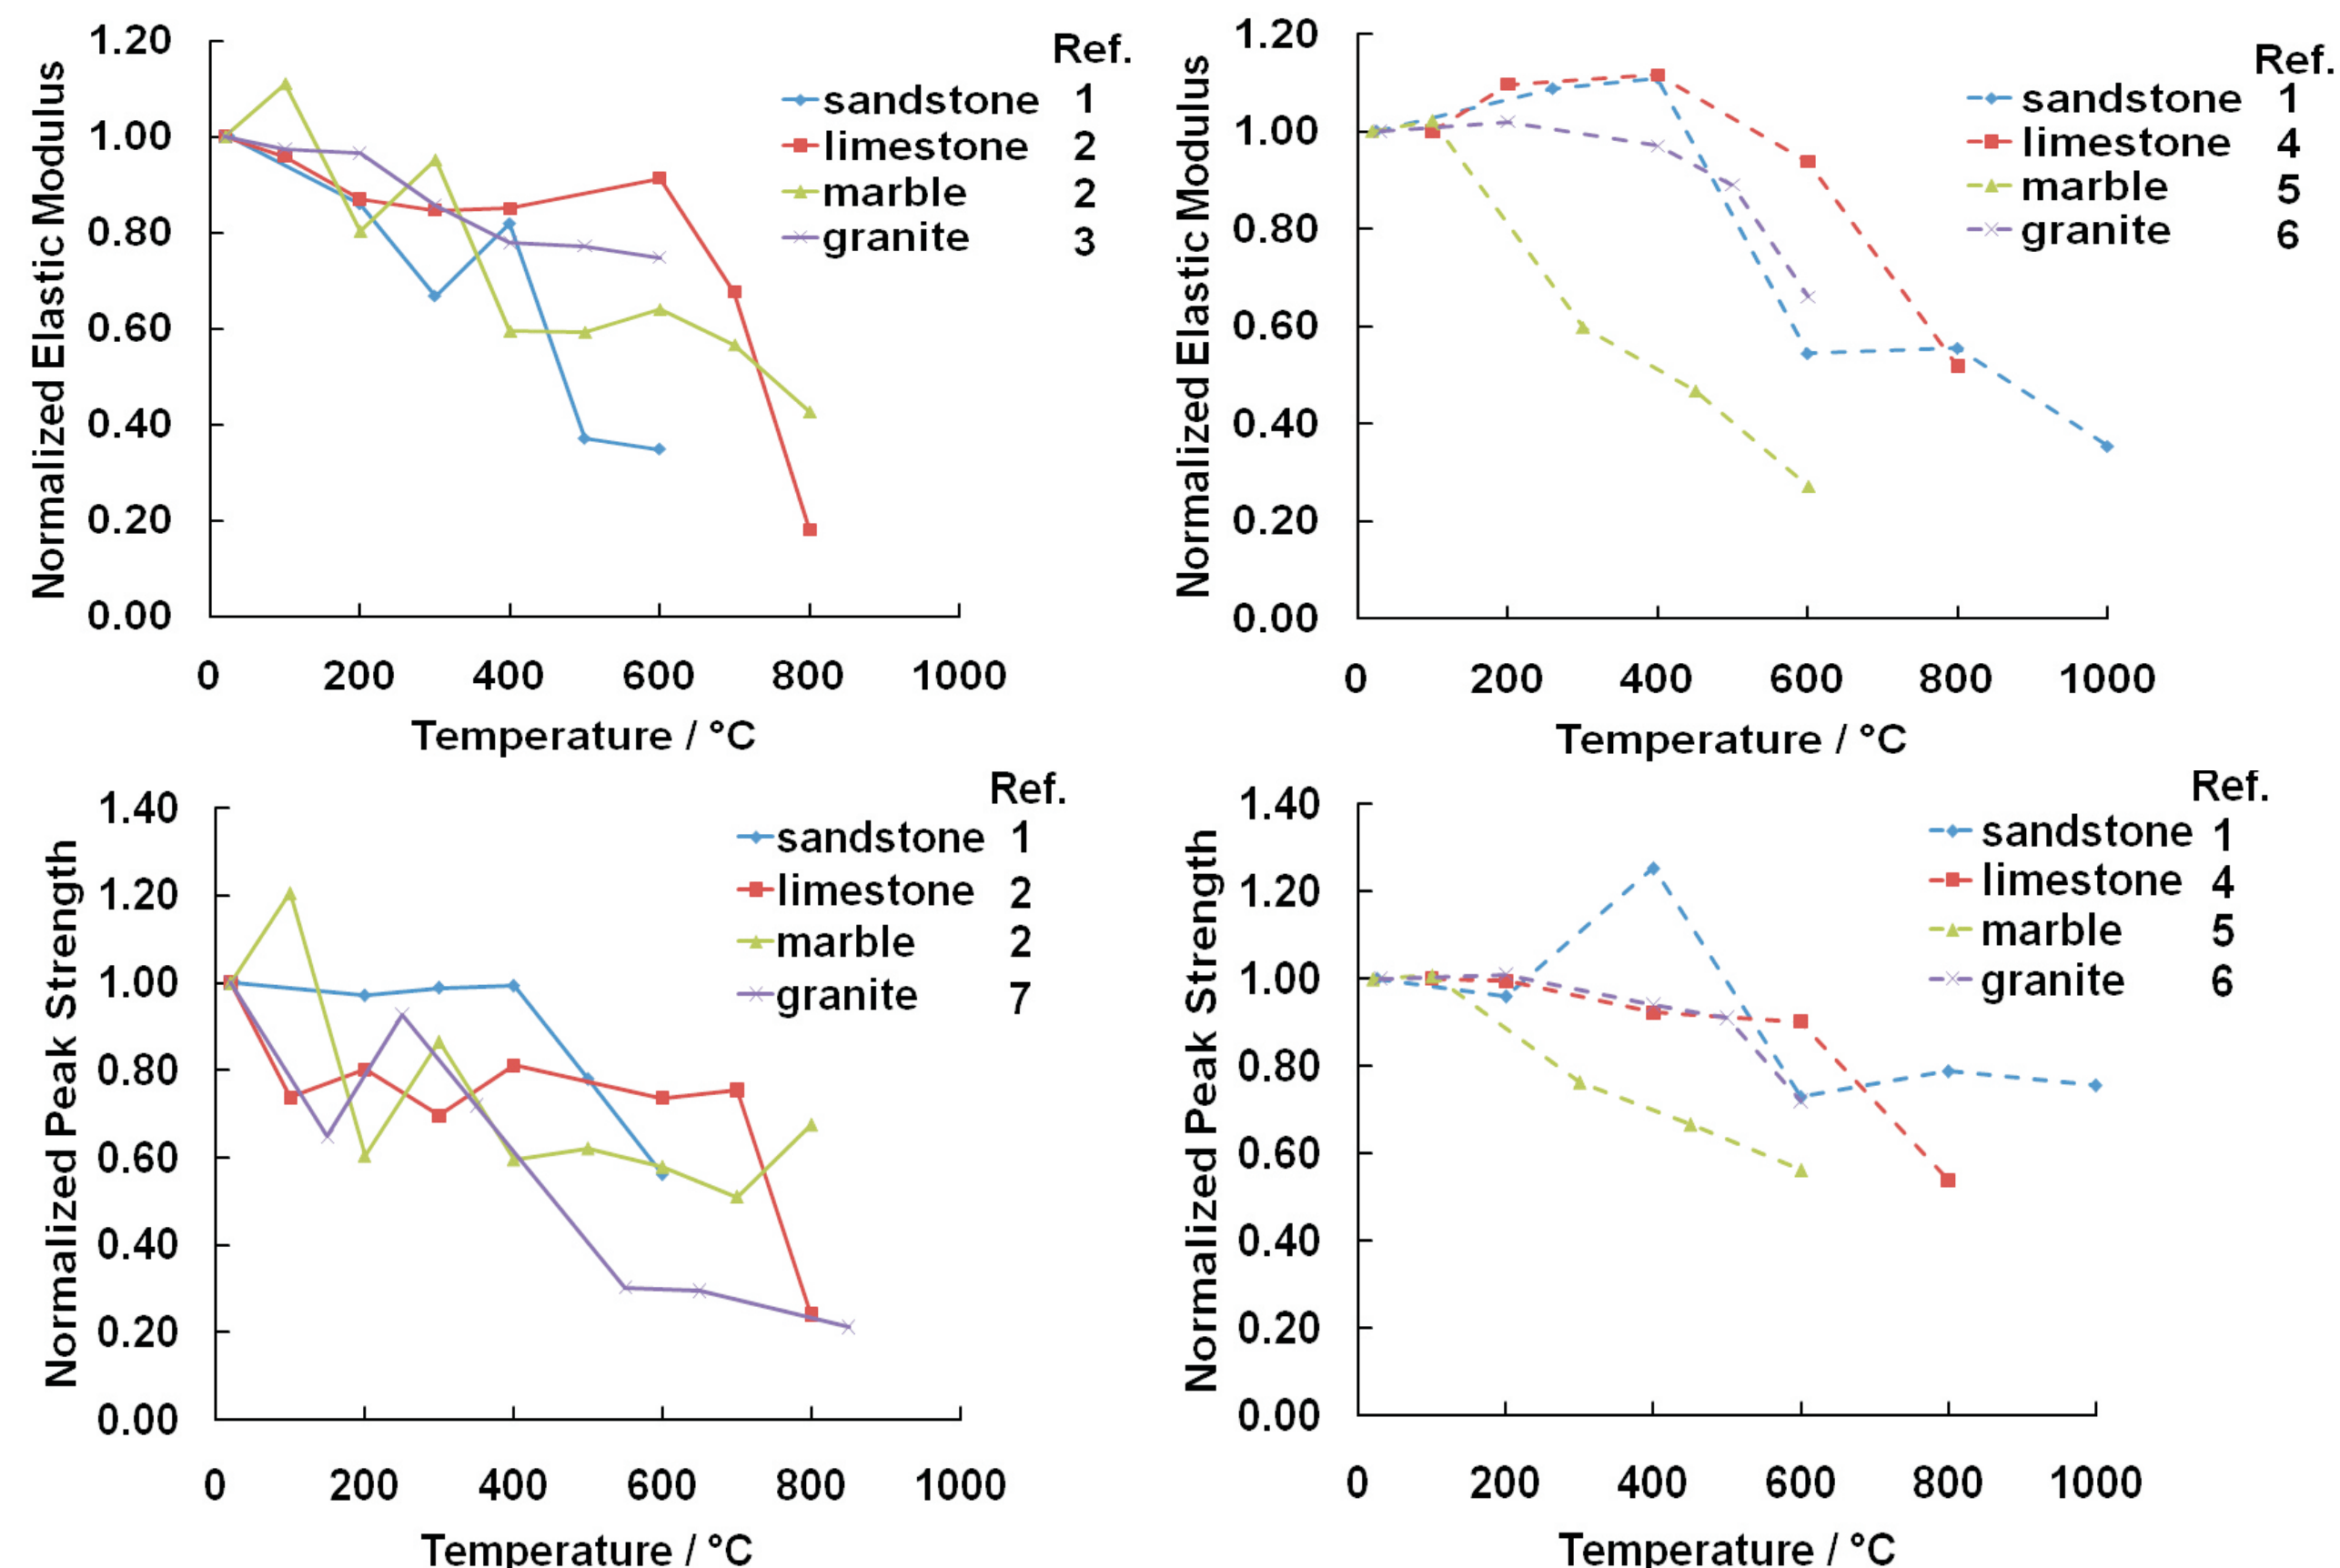 Normalized Elastic Modulus
1.20
1.00
0.80
0.60
0.40
0.20
0.00
0 200 400 600 800 1000
Temperature / °C
Ref.
sandstone 1
limestone 2
marble 2
granite 3
Normalized Elastic Modulus
1.20
1.00
0.80
0.60
0.40
0.20
0.00
0 200 400 600 800 1000
Temperature / °C
Ref.
sandstone 1
limestone 4
marble 5
granite 6
Normalized Peak Strength
1.40
1.20
1.00
0.80
0.60
0.40
0.20
0.00
0 200 400 600 800 1000
Temperature / °C
Ref.
sandstone 1
limestone 2
marble 2
granite 7
Normalized Peak Strength
1.40
1.20
1.00
0.80
0.60
0.40
0.20
0.00
0 200 400 600 800 1000
Temperature / °C
Ref.
sandstone 1
limestone 4
marble 5
granite 6